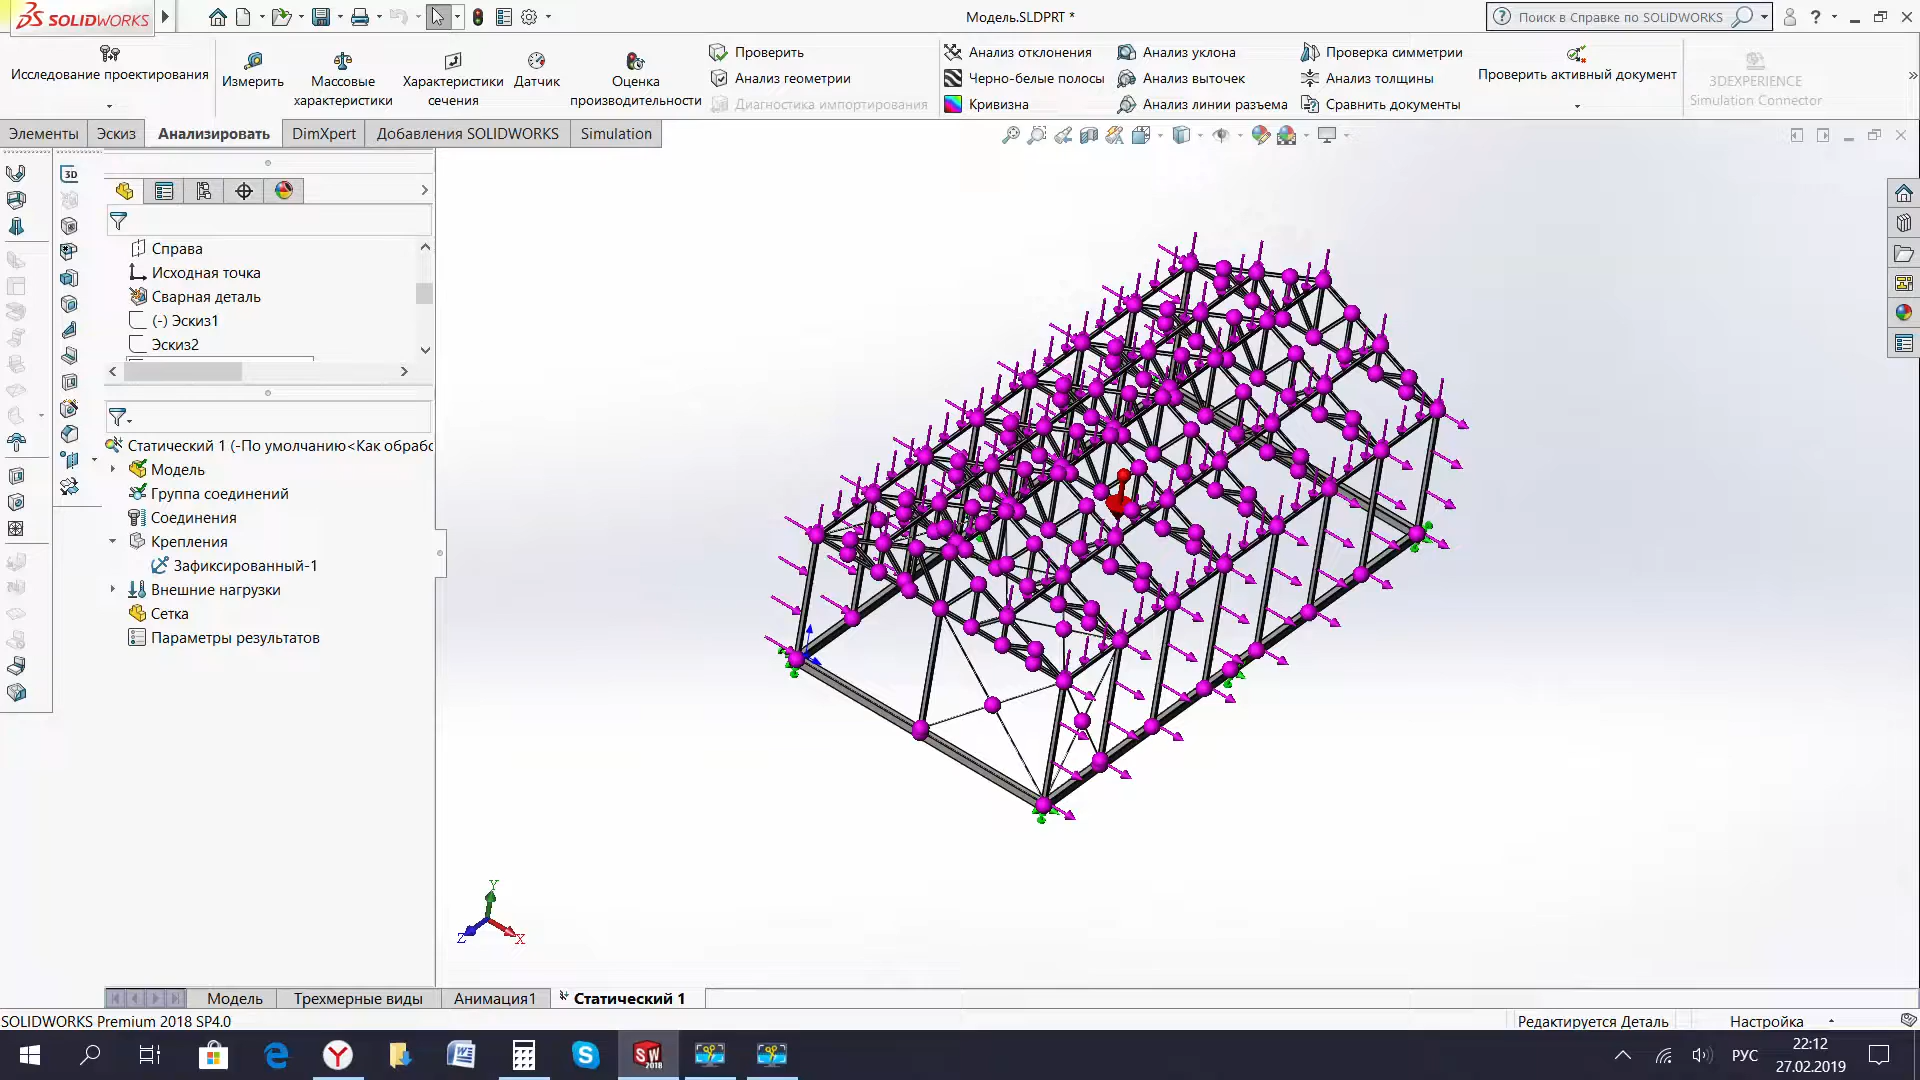 SOLIDWORKS
Модель.SLDPRT *
Поиск в Справке по SOLIDWORKS
Исследование проектирования
Измерить
Массовые характеристики
Характеристики сечения
Датчик
Оценка производительности
Проверить
Анализ геометрии
Диагностика импортирования
Анализ отклонения
Черно-белые полосы
Кривизна
Анализ уклона
Анализ выточек
Анализ линии разъема
Проверка симметрии
Анализ толщины
Сравнить документы
Проверить активный документ
3DEXPERIENCE
Simulation Connector
Элементы
Эскиз
Анализировать
DimXpert
Добавления SOLIDWORKS
Simulation
3D
Справа
Исходная точка
Сварная деталь
(-) Эскиз1
Эскиз2
Статический 1 (-По умолчанию<Как обрабо
Модель
Группа соединений
Соединения
Крепления
Зафиксированный-1
Внешние нагрузки
Сетка
Параметры результатов
Y
Z
X
Модель
Трехмерные виды
Анимация1
Статический 1
SOLIDWORKS Premium 2018 SP4.0
Редактируется Деталь
Настройка
SW
2018
РУС
22:12
27.02.2019